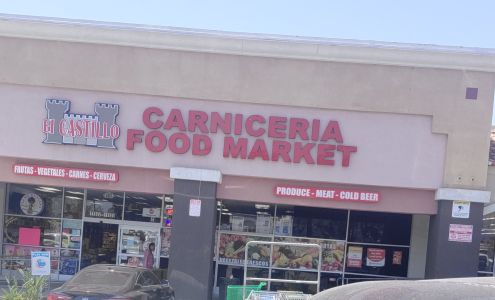 El CASTILLO
CARNICERIA
FOOD MARKET
FRUTAS - VEGETALES - CARNES - CERVEZA
PRODUCE - MEAT - COLD BEER